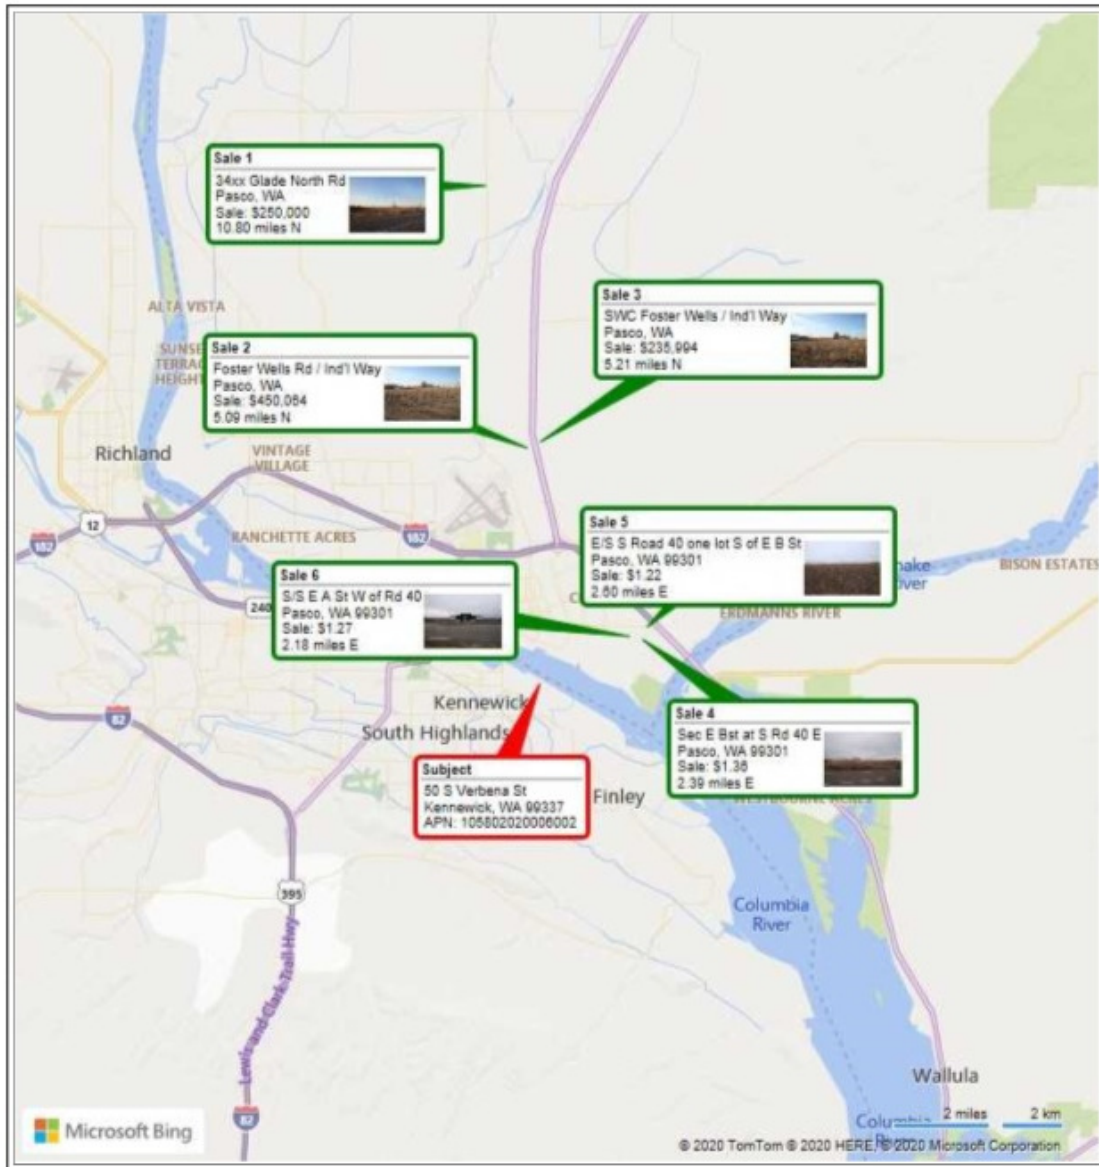 Sale 1
34xx Glade North Rd
Pasco, WA
Sale: $250,000
10.80 miles N
Sale 3
SWC Foster Wells / Ind'l Way
Pasco, WA
Sale: $235,994
5.21 miles N
ALTA VISTA
Sale 2
Foster Wells Rd / Ind'l Way
Pasco, WA
Sale: $450,064
5.09 miles N
Richland
VINTAGE
VILLAGE
12
182
182
RANCHETTE ACRES
Sale 5
E/S S Road 40 one lot S of E B St
Pasco, WA 99301
Sale: $1.22
2.60 miles E
BISON ESTATES
ERDMANNS RIVER
240
Sale 6
S/S E A St W of Rd 40
Pasco, WA 99301
Sale: $1.27
2.18 miles E
Kennewick
South Highlands
82
Sale 4
Sec E Bst at S Rd 40 E
Pasco, WA 99301
Sale: $1.36
2.39 miles E
Subject
50 S Verbena St
Kennewick, WA 99337
APN: 105802020006002
Finley
395
Columbia
River
Lewis and Clark Trail Hwy
Wallula
Microsoft Bing
2 miles
2 km
© 2020 TomTom © 2020 HERE, © 2020 Microsoft Corporation